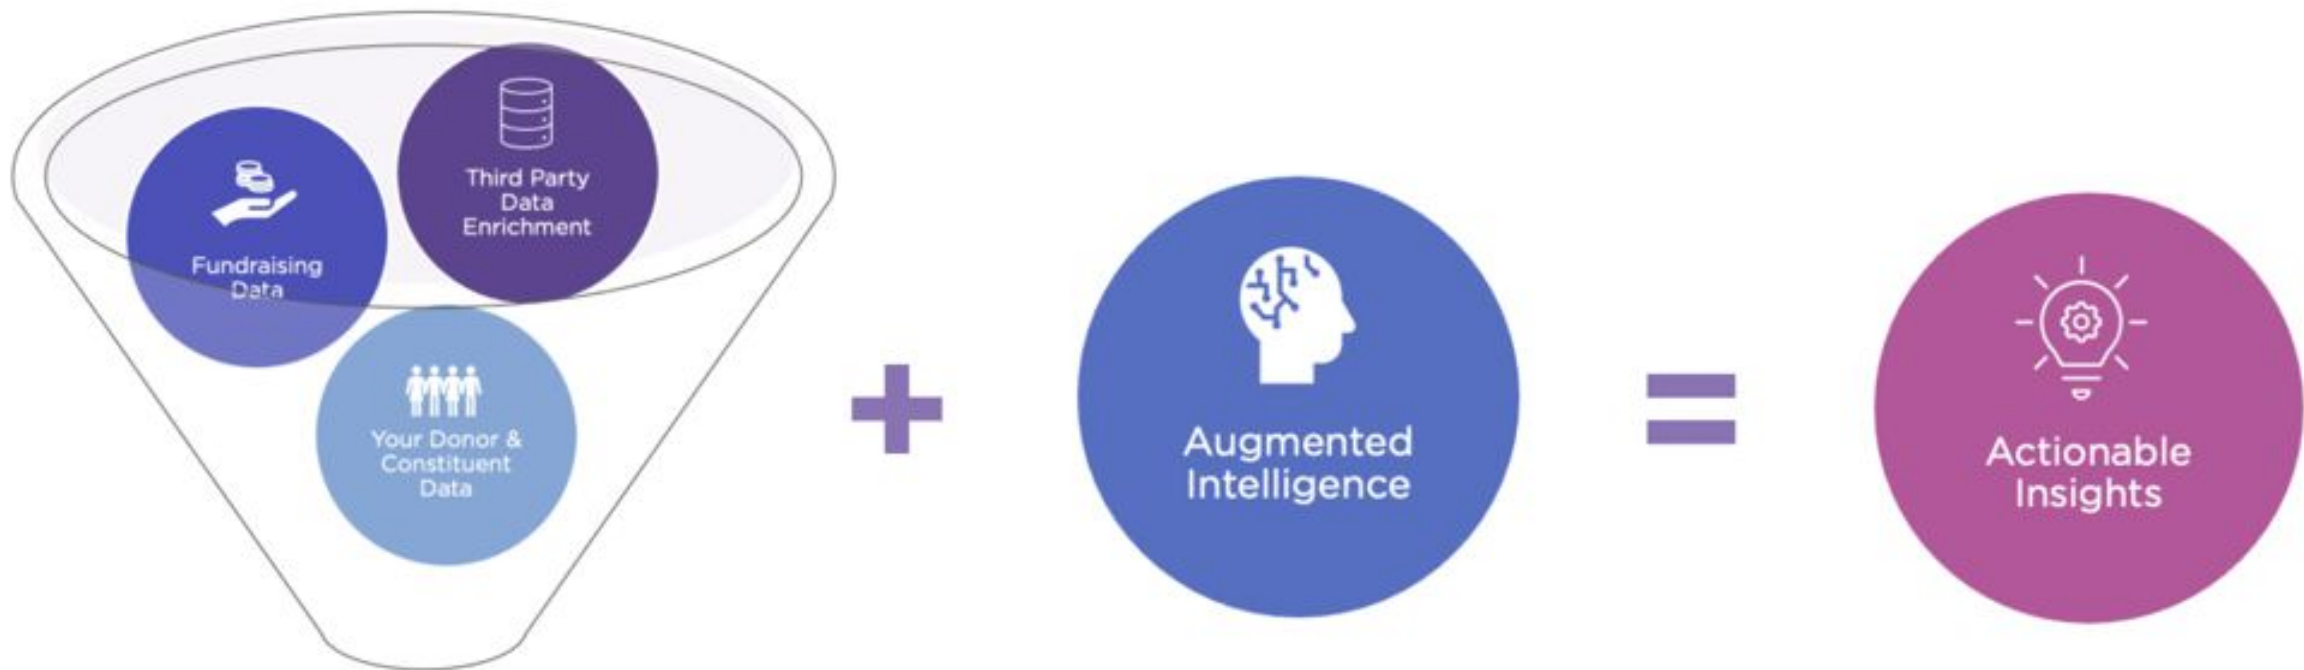 Third Party
Data
Enrichment
Fundraising
Data
Your Donor &
Constituent
Data
+
Augmented
Intelligence
=
Actionable
Insights